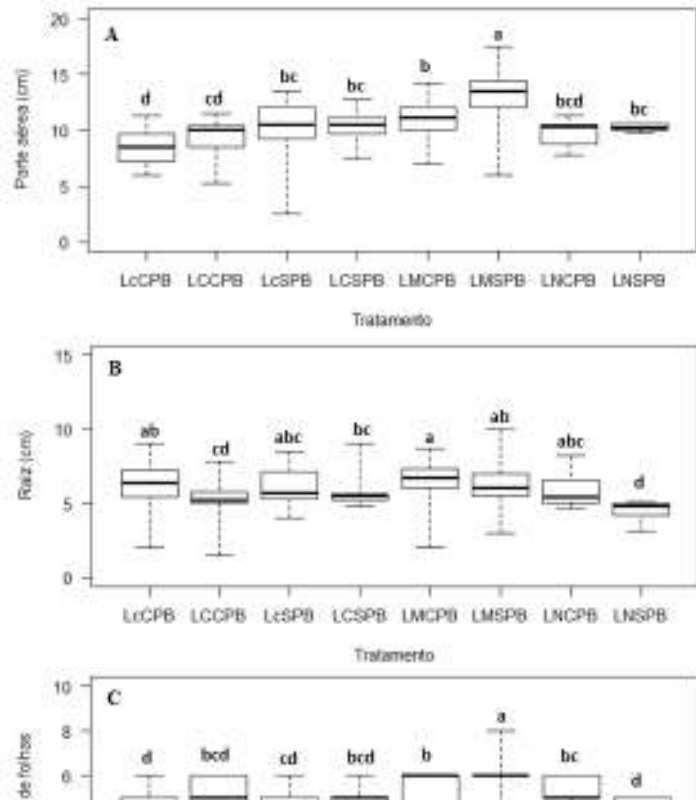 A
20
15
10
5
0
Parte aérea (cm)
d cd bc bc b a bcd bc
LcCPB LCCPB LcSPB LCSPB LMCPB LMSPB LNCPB LNSPB
Tratamento
B
15
10
5
0
Raiz (cm)
ab cd abc bc a ab abc d
LcCPB LCCPB LcSPB LCSPB LMCPB LMSPB LNCPB LNSPB
Tratamento
C
10
8
6
de folhas
d bcd cd bcd b a bc d